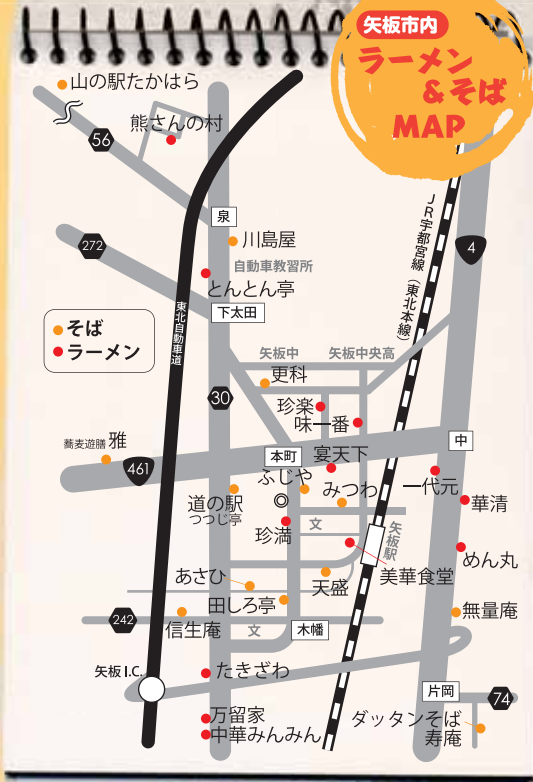 矢板市内
ラーメン
&そば
MAP
山の駅たかはら
熊さんの村
56
泉
川島屋
272
自動車教習所
とんとん亭
下太田
JR宇都宮線(東北本線)
4
東北自動車道
そば
ラーメン
矢板中
矢板中央高
更科
30
珍楽
味一番
中
蕎麦遊膳 雅
461
本町
宴天下
ふじや
みつわ
一代元
道の駅
つつじ亭
華清
文
珍満
矢板駅
めん丸
美華食堂
あさひ
天盛
田しろ亭
無量庵
242
信生庵
文
木幡
矢板I.C.
たきざわ
片岡
74
万留家
中華みんみん
ダッタンそば
寿庵